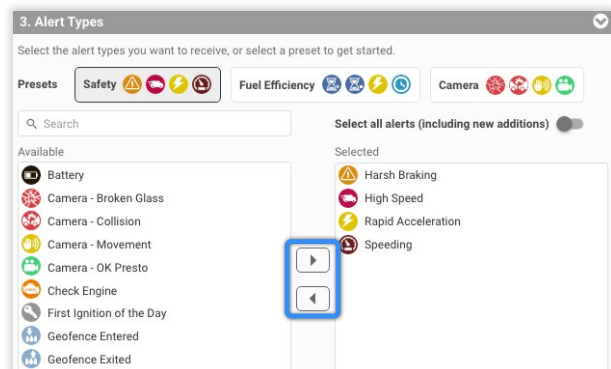 3. Alert Types
Select the alert types you want to receive, or select a preset to get started.
Presets
Safety
Fuel Efficiency
Camera
Search
Select all alerts (including new additions)
Available
Selected
Battery
Camera - Broken Glass
Camera - Collision
Camera - Movement
Camera - OK Presto
Check Engine
First Ignition of the Day
Geofence Entered
Geofence Exited
Harsh Braking
High Speed
Rapid Acceleration
Speeding